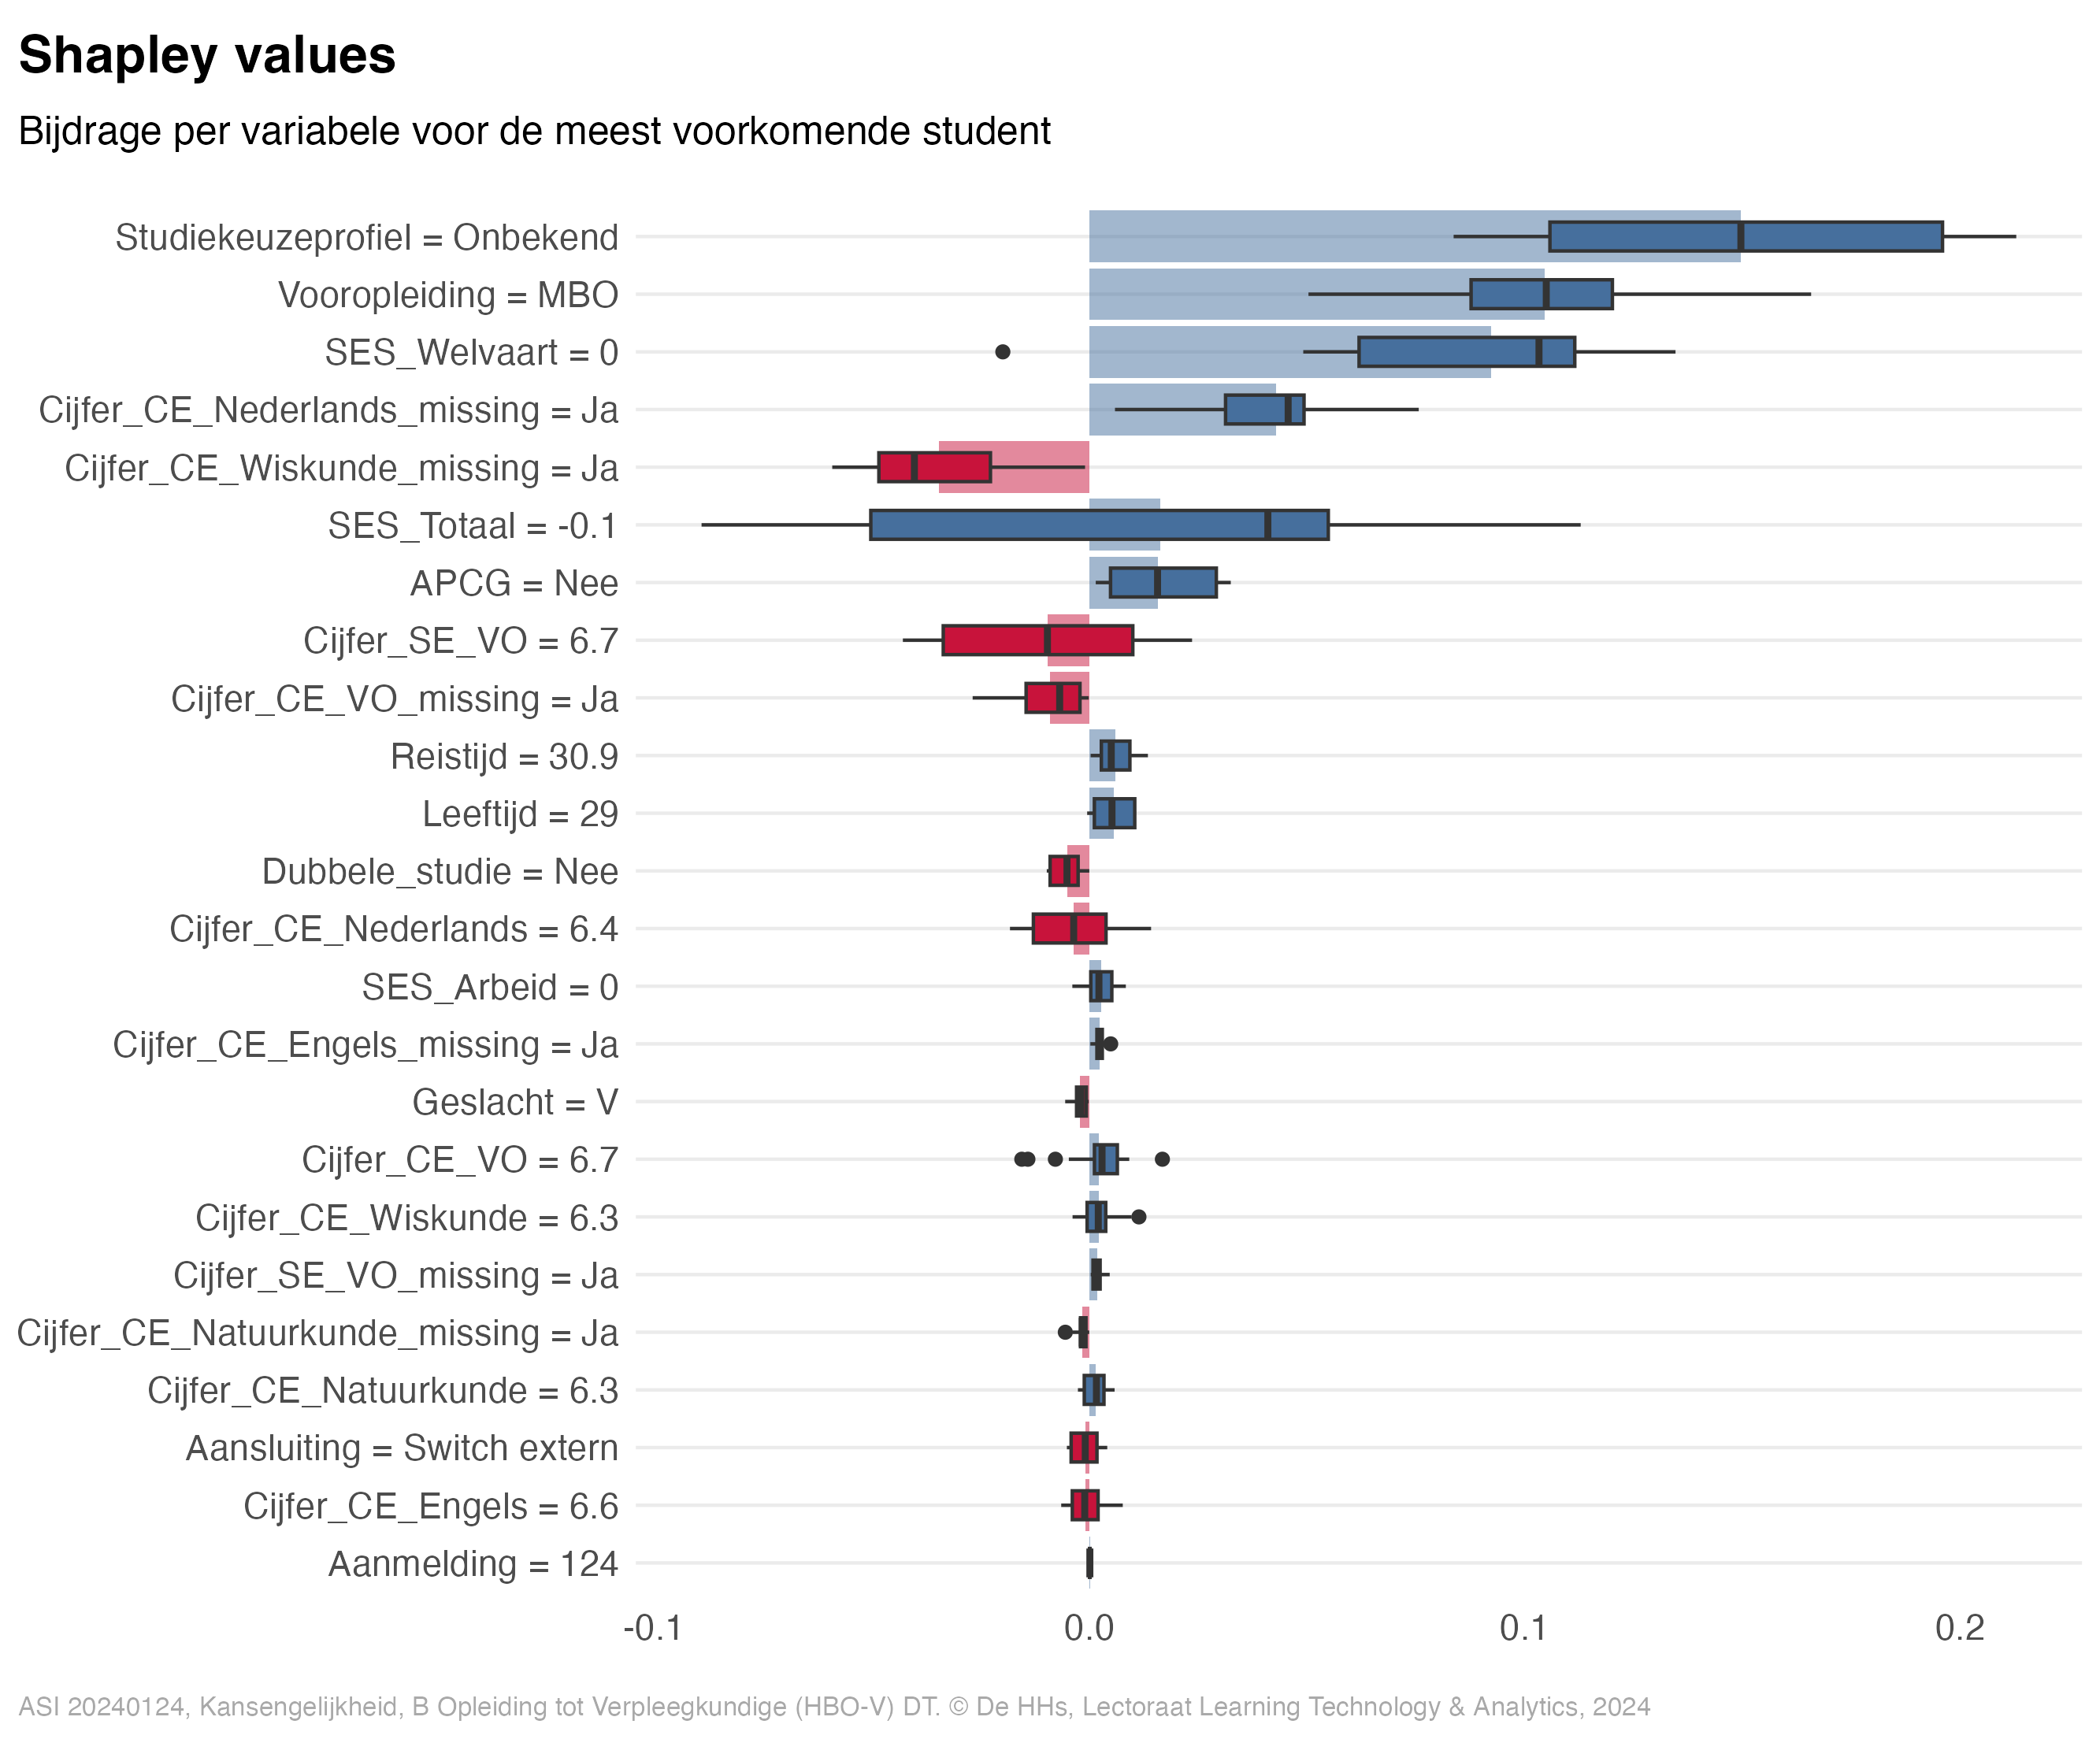 Shapley values
Bijdrage per variabele voor de meest voorkomende student
Studiekeuzeprofiel = Onbekend
Vooropleiding = MBO
SES_Welvaart = 0
Cijfer_CE_Nederlands_missing = Ja
Cijfer_CE_Wiskunde_missing = Ja
SES_Totaal = -0.1
APCG = Nee
Cijfer_SE_VO = 6.7
Cijfer_CE_VO_missing = Ja
Reistijd = 30.9
Leeftijd = 29
Dubbele_studie = Nee
Cijfer_CE_Nederlands = 6.4
SES_Arbeid = 0
Cijfer_CE_Engels_missing = Ja
Geslacht = V
Cijfer_CE_VO = 6.7
Cijfer_CE_Wiskunde = 6.3
Cijfer_SE_VO_missing = Ja
Cijfer_CE_Natuurkunde_missing = Ja
Cijfer_CE_Natuurkunde = 6.3
Aansluiting = Switch extern
Cijfer_CE_Engels = 6.6
Aanmelding = 124
-0.1 0.0 0.1 0.2
ASI 20240124, Kansengelijkheid, B Opleiding tot Verpleegkundige (HBO-V) DT. © De HHs, Lectoraat Learning Technology & Analytics, 2024